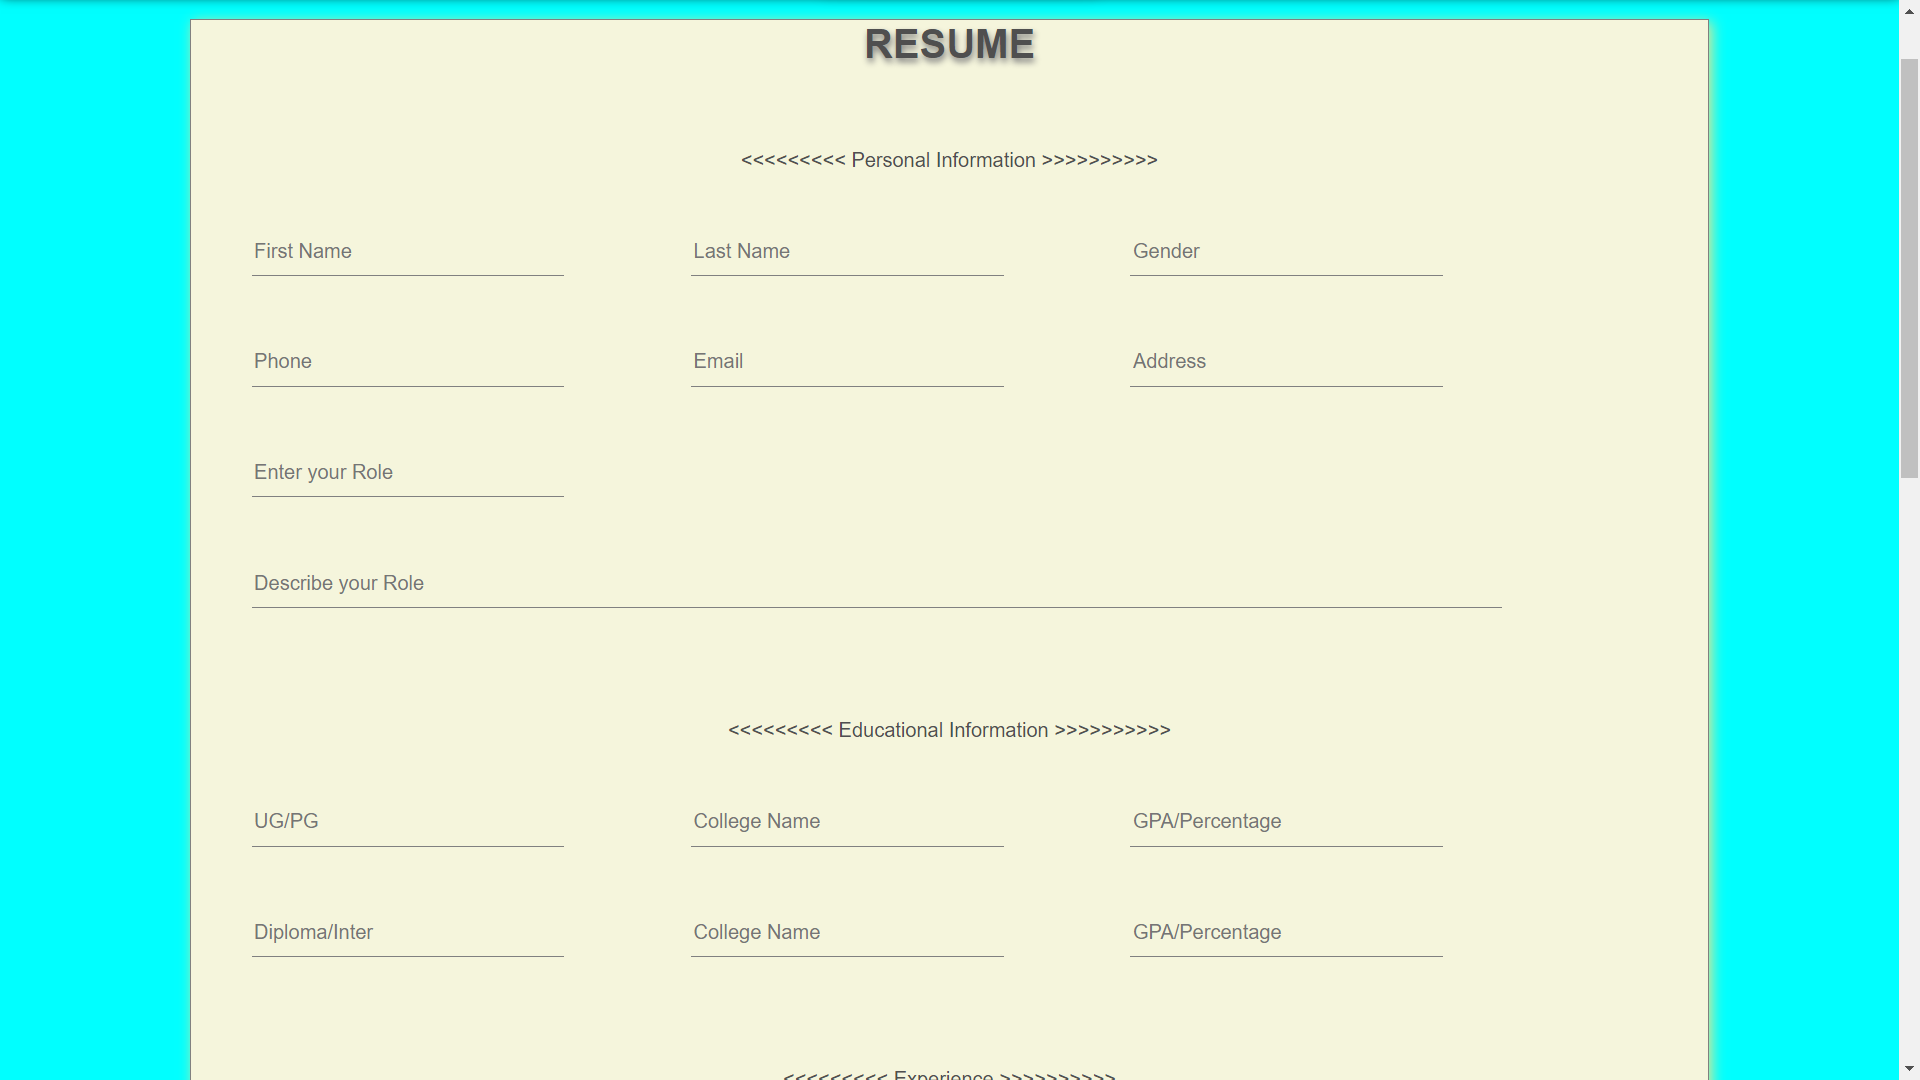 RESUME
<<<<<<<<< Personal Information >>>>>>>>>>
First Name
Last Name
Gender
Phone
Email
Address
Enter your Role
Describe your Role
<<<<<<<<< Educational Information >>>>>>>>>>
UG/PG
College Name
GPA/Percentage
Diploma/Inter
College Name
GPA/Percentage
<<<<<<<<< Experience >>>>>>>>>>